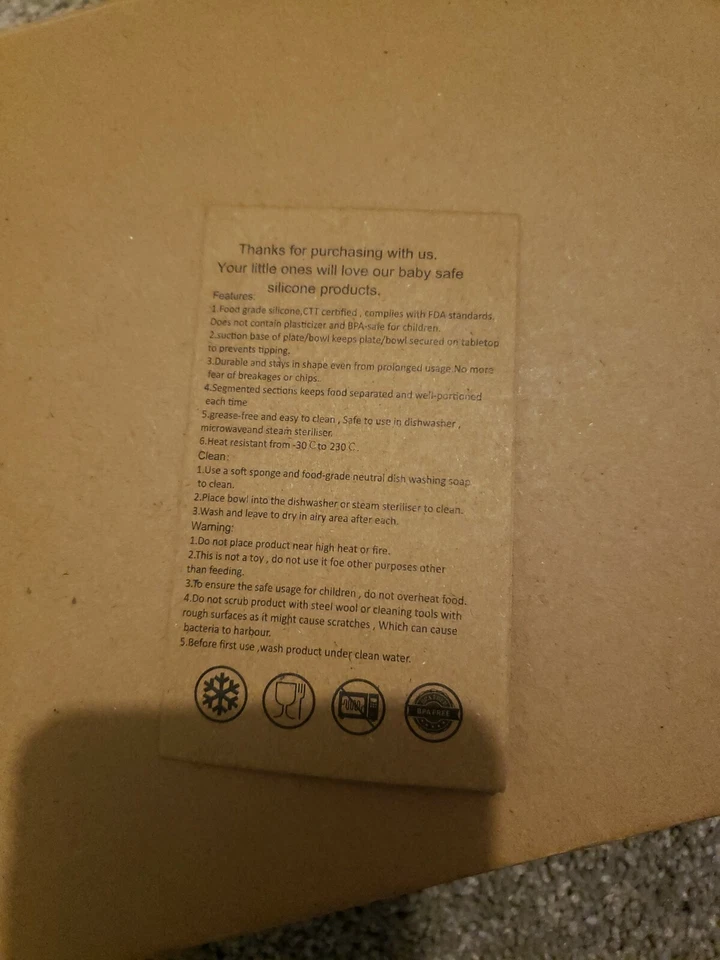 Thanks for purchasing with us.
Your little ones will love our baby safe
silicone products.
Features:
1.Food grade silicone,CTT certified , complies with FDA standards.
Does not contain plasticizer and BPA-safe for children.
2.suction base of plate/bowl keeps plate/bowl secured on tabletop
to prevents tipping.
3.Durable and stays in shape even from prolonged usage.No more
fear of breakages or chips.
4.Segmented sections keeps food separated and well-portioned
each time
5.grease-free and easy to clean , Safe to use in dishwasher ,
microwaveand steam steriliser.
6.Heat resistant from -30℃ to 230℃.
Clean:
1.Use a soft sponge and food-grade neutral dish washing soap
to clean.
2.Place bowl into the dishwasher or steam steriliser to clean.
3.Wash and leave to dry in airy area after each.
Warning:
1.Do not place product near high heat or fire.
2.This is not a toy , do not use it foe other purposes other
than feeding.
3.To ensure the safe usage for children , do not overheat food.
4.Do not scrub product with steel wool or cleaning tools with
rough surfaces as it might cause scratches , Which can cause
bacteria to harbour.
5.Before first use ,wash product under clean water.
BPA FREE